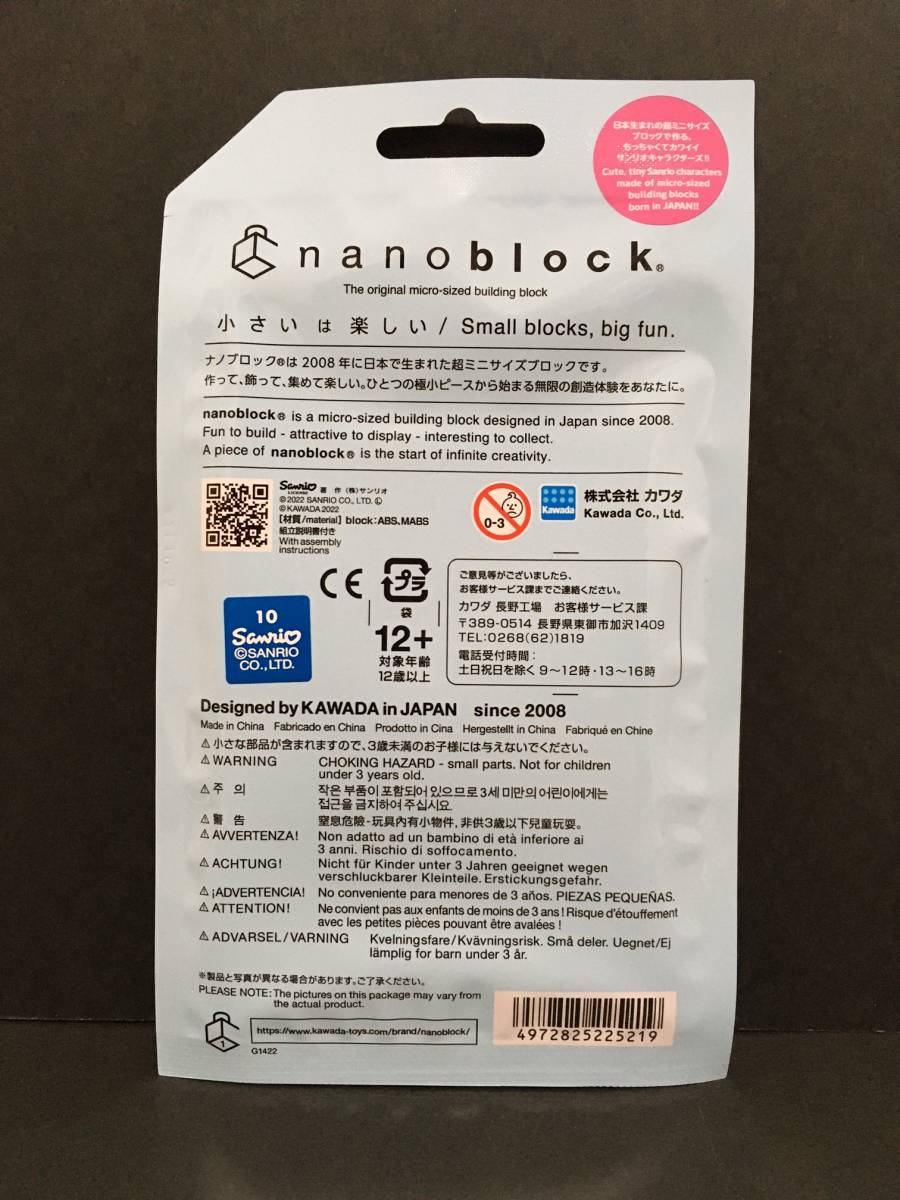 日本生まれの超ミニサイズ
ブロックで作る、
ちっちゃくてカワイイ
サンリオキャラクターズ!!
Cute, tiny Sanrio characters
made of micro-sized
building blocks
born in JAPAN!!
nanoblock®
The original micro-sized building block
小さいは楽しい / Small blocks, big fun.
ナノブロック®は 2008 年に日本で生まれた超ミニサイズブロックです。
作って、飾って、集めて楽しい。ひとつの極小ピースから始まる無限の創造体験をあなたに。
nanoblock® is a micro-sized building block designed in Japan since 2008.
Fun to build - attractive to display - interesting to collect.
A piece of nanoblock® is the start of infinite creativity.
Sanrio LICENSE 著 作 (株)サンリオ
©2022 SANRIO CO., LTD. Ⓛ
©KAWADA 2022
[材質/material] block:ABS.MABS
組立説明書付き
With assembly
instructions
0-3
Kawada
株式会社 カワダ
Kawada Co., Ltd.
CE
プラ
袋
12+
対象年齢
12歳以上
10
Sanrio
©SANRIO
CO.,LTD.
ご意見等がございましたら、
お客様サービス課までご連絡ください。
カワダ 長野工場 お客様サービス課
〒389-0514 長野県東御市加沢1409
TEL:0268(62)1819
電話受付時間：
土日祝日を除く 9〜12時・13〜16時
Designed by KAWADA in JAPAN since 2008
Made in China Fabricado en China Prodotto in Cina Hergestellt in China Fabriqué en Chine
⚠小さな部品が含まれますので、3歳未満のお子様には与えないでください。
⚠WARNING CHOKING HAZARD - small parts. Not for children
under 3 years old.
⚠주 의 작은 부품이 포함되어 있으므로 3세 미만의 어린이에게는
접근을 금지하여 주십시요.
⚠警 告 窒息危險-玩具內有小物件,非供3歲以下兒童玩耍。
⚠AVVERTENZA! Non adatto ad un bambino di età inferiore ai
3 anni. Rischio di soffocamento.
⚠ACHTUNG! Nicht für Kinder unter 3 Jahren geeignet wegen
verschluckbarer Kleinteile. Erstickungsgefahr.
⚠¡ADVERTENCIA! No conveniente para menores de 3 años. PIEZAS PEQUEÑAS.
⚠ATTENTION! Ne convient pas aux enfants de moins de 3 ans ! Risque d'étouffement
avec les petites pièces pouvant être avalées !
⚠ADVARSEL/VARNING Kvelningsfare/Kvävningsrisk. Små deler. Uegnet/Ej
lämplig for barn under 3 år.
※製品と写真が異なる場合があります。ご了承ください。
PLEASE NOTE: The pictures on this package may vary from
the actual product.
1
https://www.kawada-toys.com/brand/nanoblock/
G1422
4972825225219